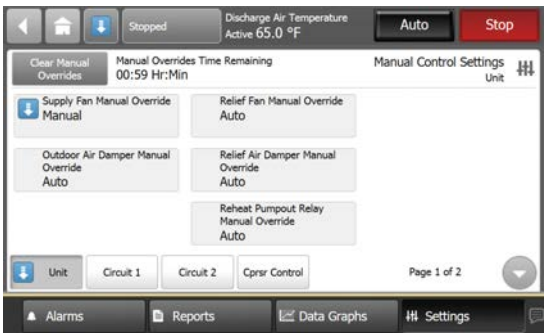 Stopped
Discharge Air Temperature
Active 65.0 °F
Auto
Stop
Clear Manual
Overrides
Manual Overrides Time Remaining
00:59 Hr:Min
Manual Control Settings
Unit
Supply Fan Manual Override
Manual
Relief Fan Manual Override
Auto
Outdoor Air Damper Manual
Override
Auto
Relief Air Damper Manual
Override
Auto
Reheat Pumpout Relay
Manual Override
Auto
Unit
Circuit 1
Circuit 2
Cprsr Control
Page 1 of 2
Alarms
Reports
Data Graphs
Settings